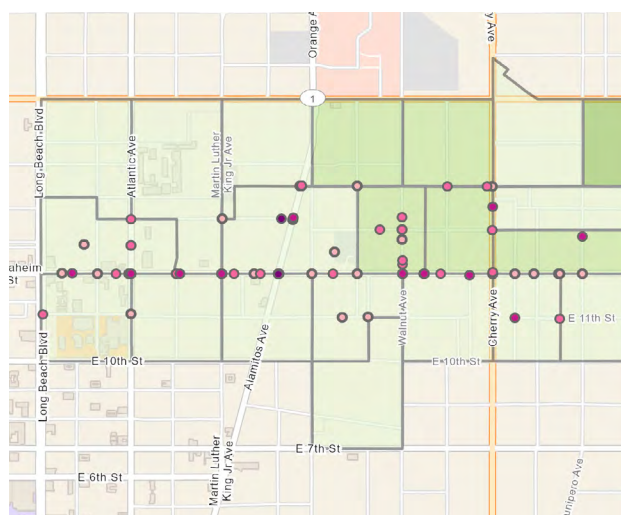 Orange A
y Ave
Long Beach Blvd
Atlantic Ave
Martin Luther
King Jr Ave
1
aheim
St
Alamitos Ave
Walnut Ave
Cherry Ave
E 11th St
Long Beach Blvd
E 10th St
E 10th St
E 7th St
E 6th St
Martin Luther
King Jr Ave
unipero Ave